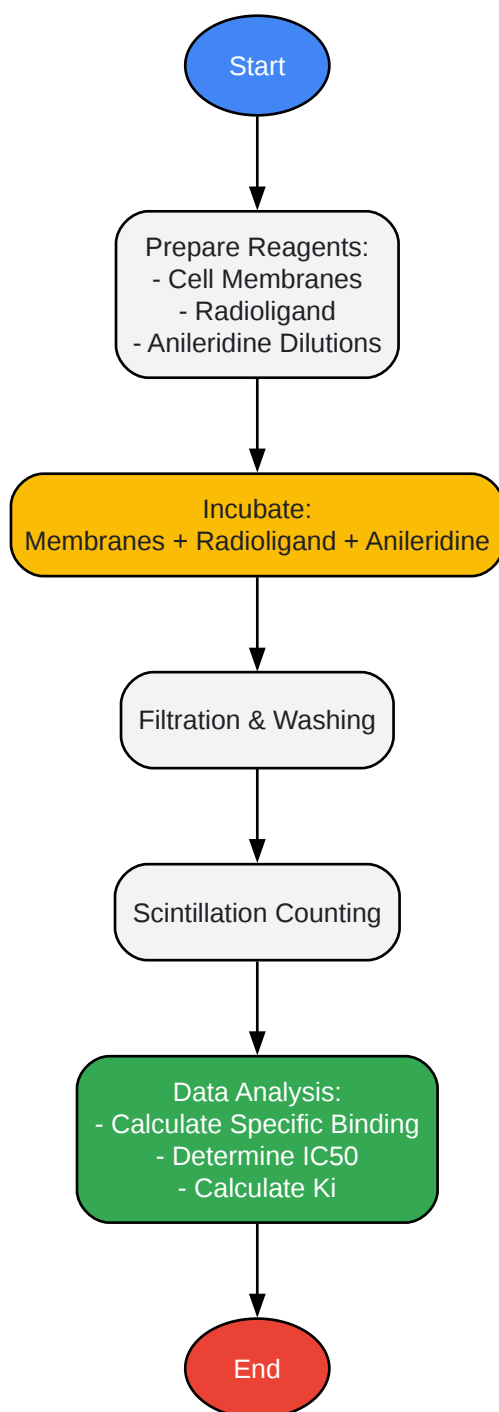 Start
Prepare Reagents:
- Cell Membranes
- Radioligand
- Anileridine Dilutions
Incubate:
Membranes + Radioligand + Anileridine
Filtration & Washing
Scintillation Counting
Data Analysis:
- Calculate Specific Binding
- Determine IC50
- Calculate Ki
End